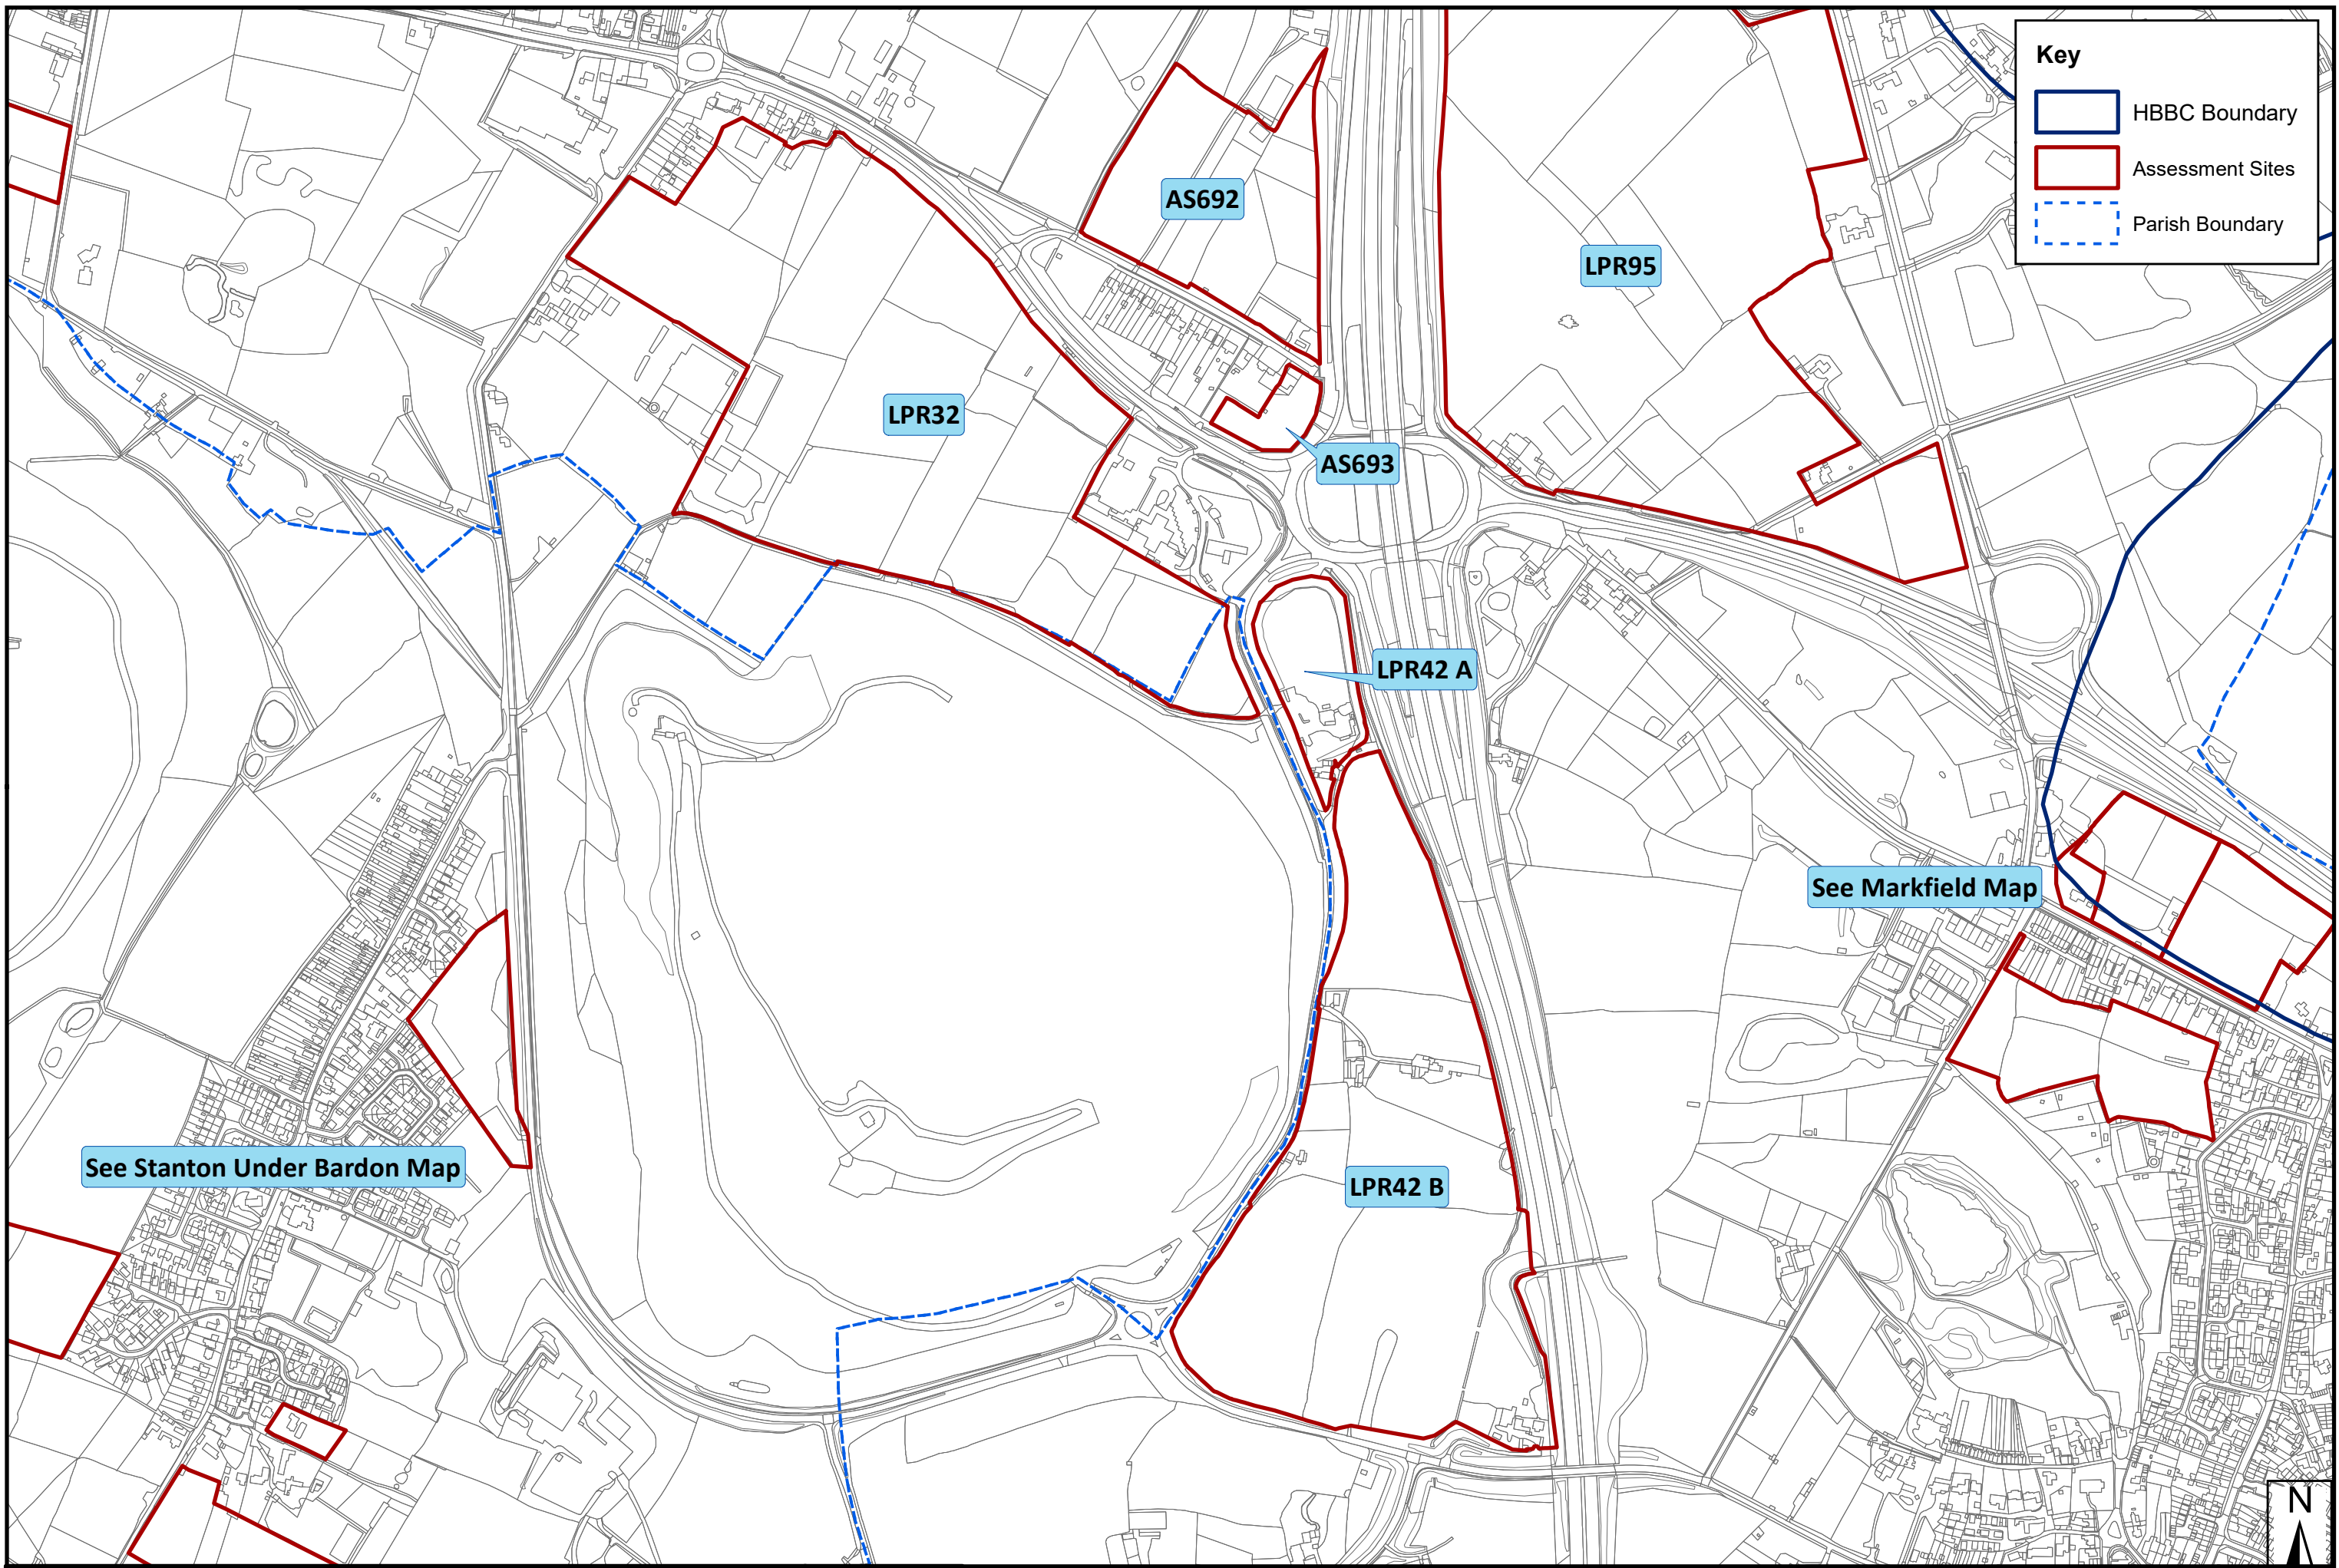 Key
HBBC Boundary
Assessment Sites
Parish Boundary
AS692
LPR95
LPR32
AS693
LPR42 A
See Markfield Map
See Stanton Under Bardon Map
LPR42 B
N